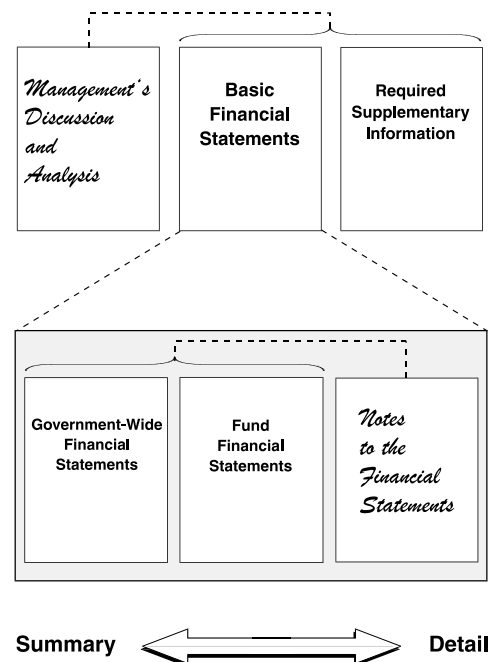 Management's
Discussion
and
Analysis
Basic
Financial
Statements
Required
Supplementary
Information
Government-Wide
Financial
Statements
Fund
Financial
Statements
Notes
to the
Financial
Statements
Summary
Detail